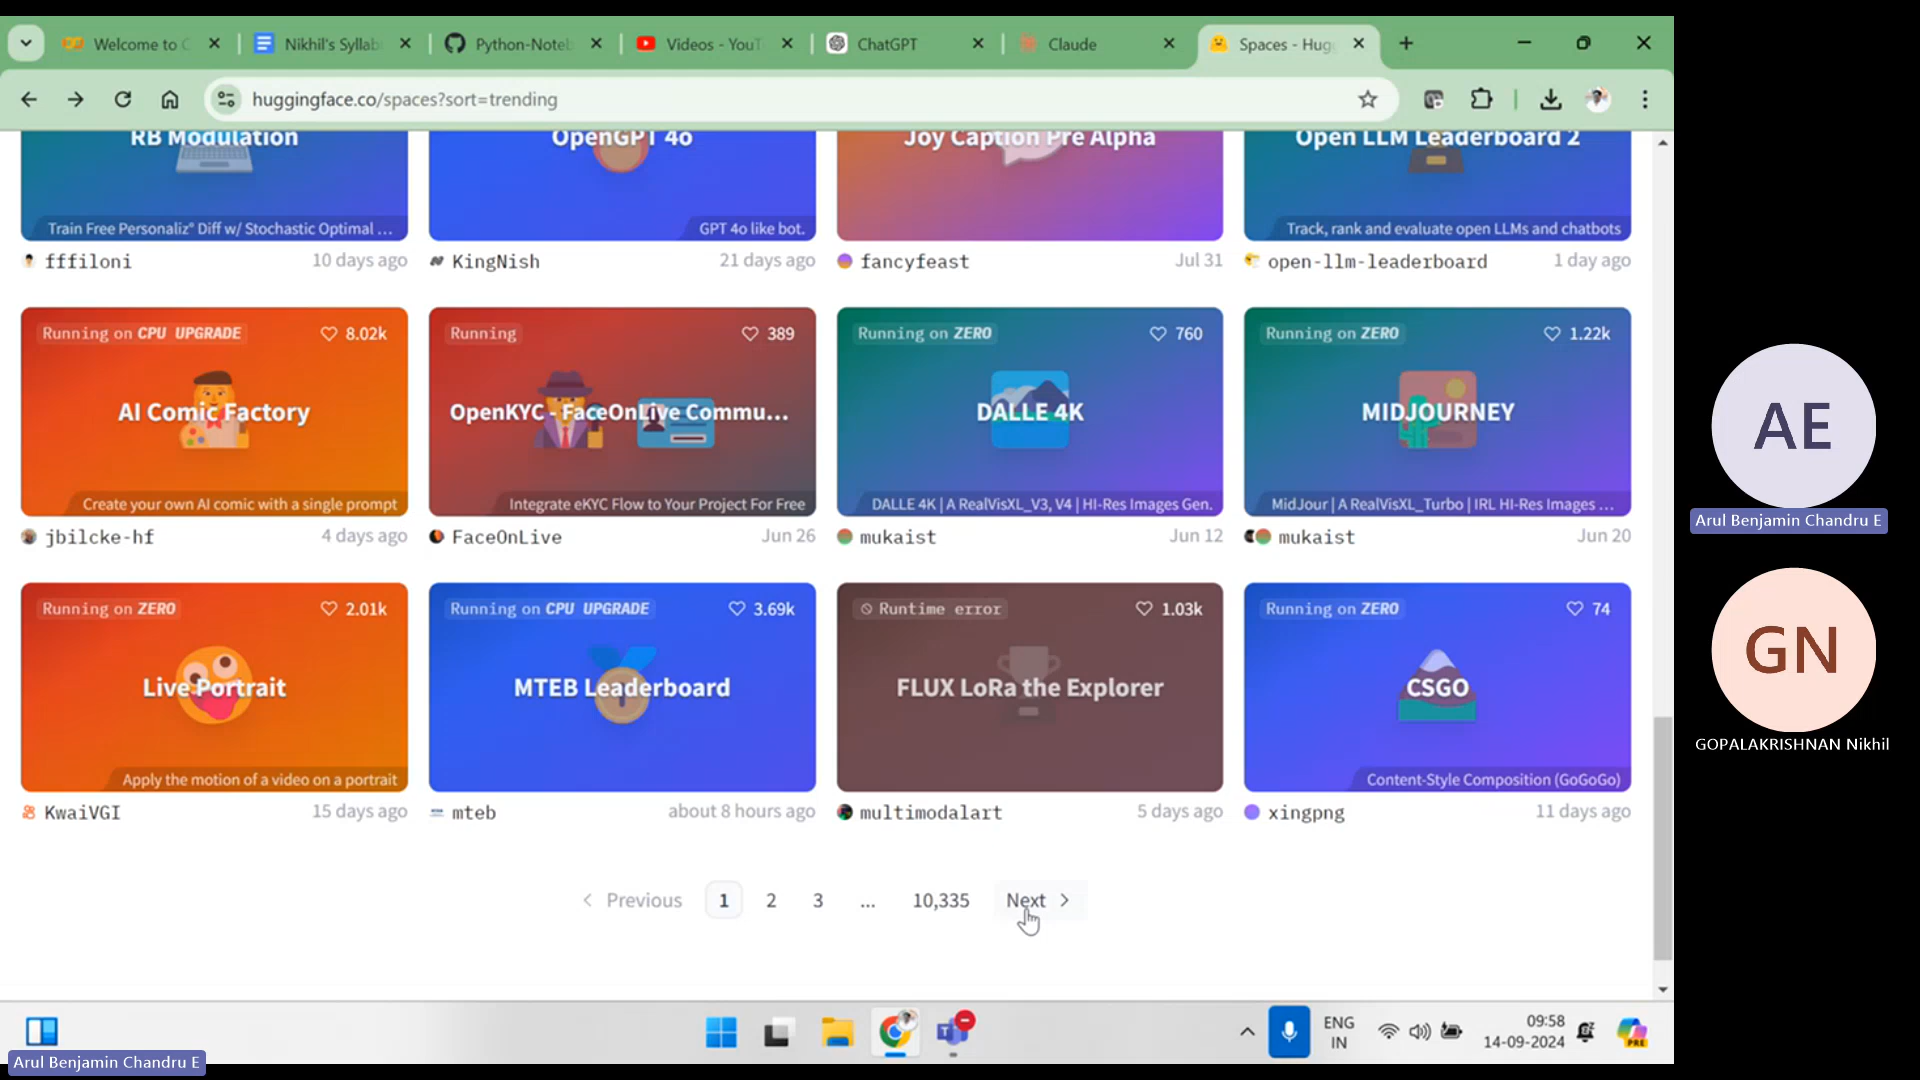 Welcome to C
Nikhil's Syllab
Python-Notel
Videos - YouT
ChatGPT
Claude
Spaces - Hug
huggingface.co/spaces?sort=trending
RB Modulation
OpenGPT 4o
Joy Caption Pre Alpha
Open LLM Leaderboard 2
Train Free Personaliz° Diff w/ Stochastic Optimal ...
GPT 4o like bot.
Track, rank and evaluate open LLMs and chatbots
fffiloni 10 days ago
KingNish 21 days ago
fancyfeast Jul 31
open-llm-leaderboard 1 day ago
Running on CPU UPGRADE 8.02k
Running 389
Running on ZERO 760
Running on ZERO 1.22k
AI Comic Factory
OpenKYC - FaceOnLive Commu...
DALLE 4K
MIDJOURNEY
Create your own AI comic with a single prompt
Integrate eKYC Flow to Your Project For Free
DALLE 4K | A RealVisXL_V3, V4 | HI-Res Images Gen.
MidJour | A RealVisXL_Turbo | IRL HI-Res Images ...
jbilcke-hf 4 days ago
FaceOnLive Jun 26
mukaist Jun 12
mukaist Jun 20
Running on ZERO 2.01k
Running on CPU UPGRADE 3.69k
Runtime error 1.03k
Running on ZERO 74
Live Portrait
MTEB Leaderboard
FLUX LoRa the Explorer
CSGO
Apply the motion of a video on a portrait
Content-Style Composition (GoGoGo)
KwaiVGI 15 days ago
mteb about 8 hours ago
multimodalart 5 days ago
xingpng 11 days ago
Previous 1 2 3 ... 10,335 Next
ENG
IN
09:58
14-09-2024
PRE
Arul Benjamin Chandru E
AE
Arul Benjamin Chandru E
GN
GOPALAKRISHNAN Nikhil